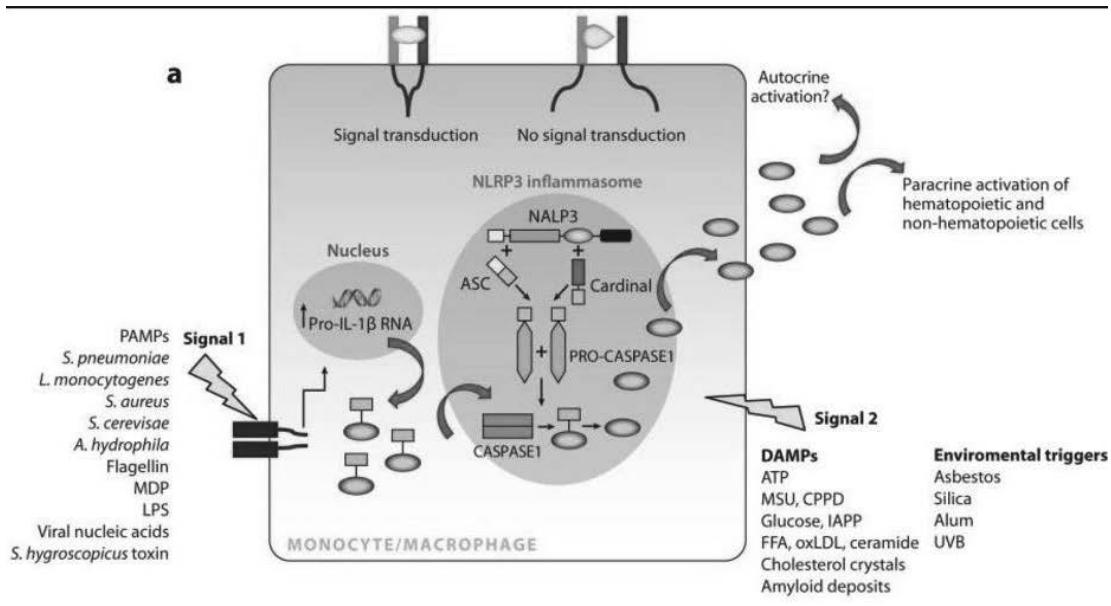 a
Signal transduction
No signal transduction
Autocrine
activation?
Paracrine activation of
hematopoietic and
non-hematopoietic cells
NLRP3 inflammasome
NALP3
+
+
ASC
Cardinal
+
PRO-CASPASE1
CASPASE1
Nucleus
Pro-IL-1β RNA
Signal 1
PAMPs
S. pneumoniae
L. monocytogenes
S. aureus
S. cerevisae
A. hydrophila
Flagellin
MDP
LPS
Viral nucleic acids
S. hygroscopicus toxin
MONOCYTE/MACROPHAGE
Signal 2
DAMPs
ATP
MSU, CPPD
Glucose, IAPP
FFA, oxLDL, ceramide
Cholesterol crystals
Amyloid deposits
Enviromental triggers
Asbestos
Silica
Alum
UVB